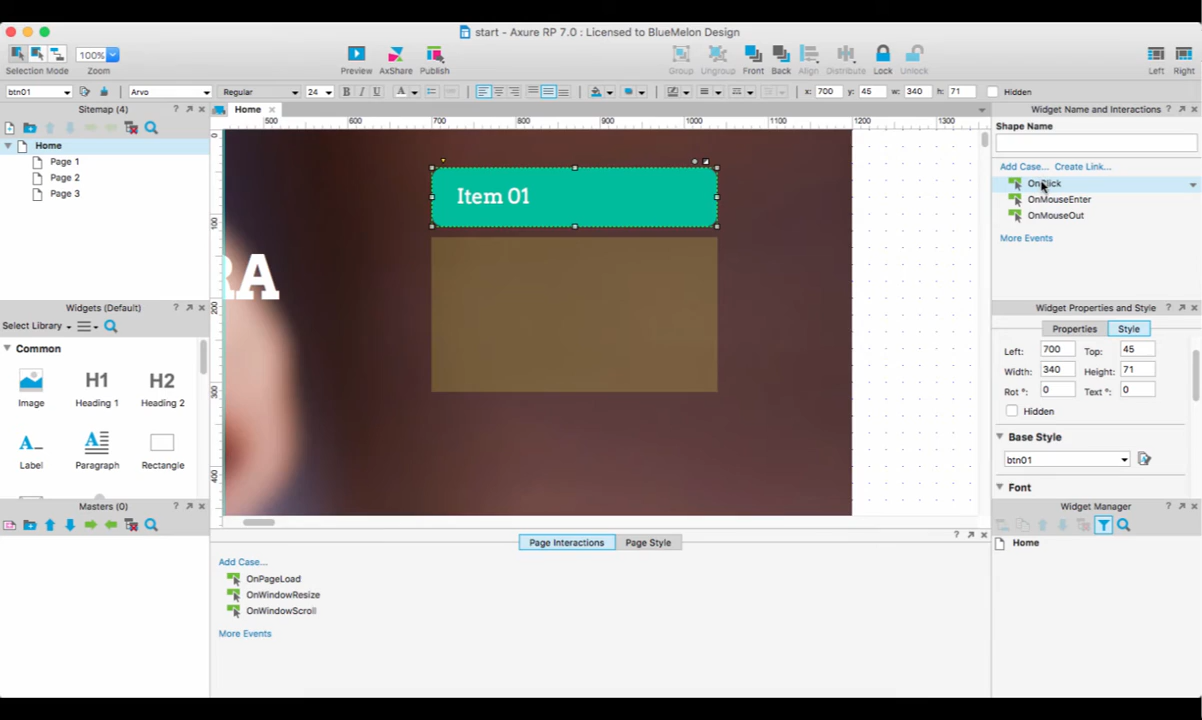 start - Axure RP 7.0 : Licensed to BlueMelon Design
100%
Selection Mode Zoom Preview AxShare Publish Group Ungroup Front Back Align Distribute Lock Unlock Left Right
btn01 Arvo Regular 24 B I U A x: 700 y: 45 w: 340 h: 71 Hidden
Sitemap (4) ?
Home
Page 1
Page 2
Page 3
Widgets (Default) ?
Select Library
Common
H1 H2
Image Heading 1 Heading 2
A
Label Paragraph Rectangle
Masters (0) ?
Home
500 600 700 800 900 1000 1100 1200 1300
0
100
200
300
400
Item 01
RA
Page Interactions Page Style ?
Add Case...
OnPageLoad
OnWindowResize
OnWindowScroll
More Events
Widget Name and Interactions ?
Shape Name
Add Case... Create Link...
OnClick
OnMouseEnter
OnMouseOut
More Events
Widget Properties and Style ?
Properties Style
Left: 700 Top: 45
Width: 340 Height: 71
Rot °: 0 Text °: 0
Hidden
Base Style
btn01
Font
Widget Manager ?
Home